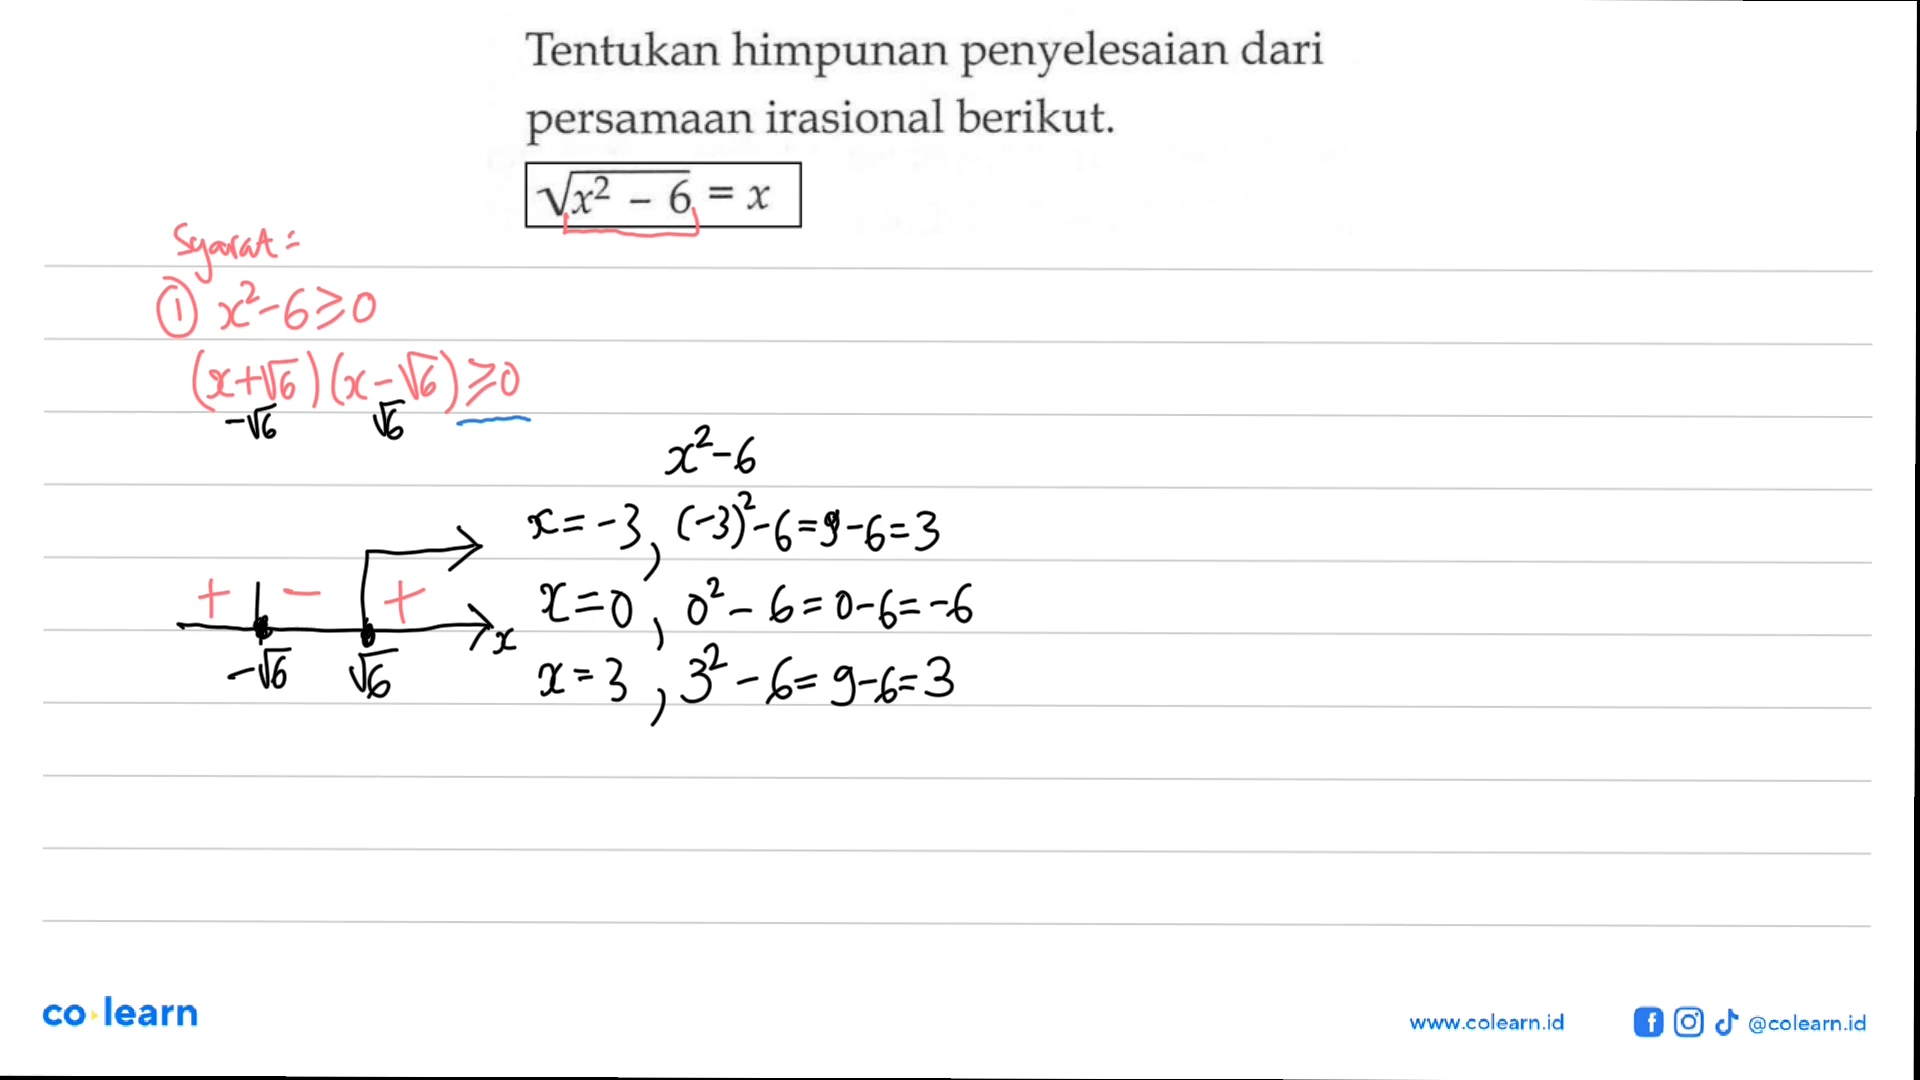 Tentukan himpunan penyelesaian dari
persamaan irasional berikut.
√(x² - 6) = x
Syarat =
① x² - 6 ≥ 0
(x+√6) (x-√6) ≥ 0
-√6 √6
x² - 6
x = -3, (-3)² - 6 = 9 - 6 = 3
x = 0, 0² - 6 = 0 - 6 = -6
x = 3, 3² - 6 = 9 - 6 = 3
+ - +
x
-√6 √6
co learn
www.colearn.id
@colearn.id